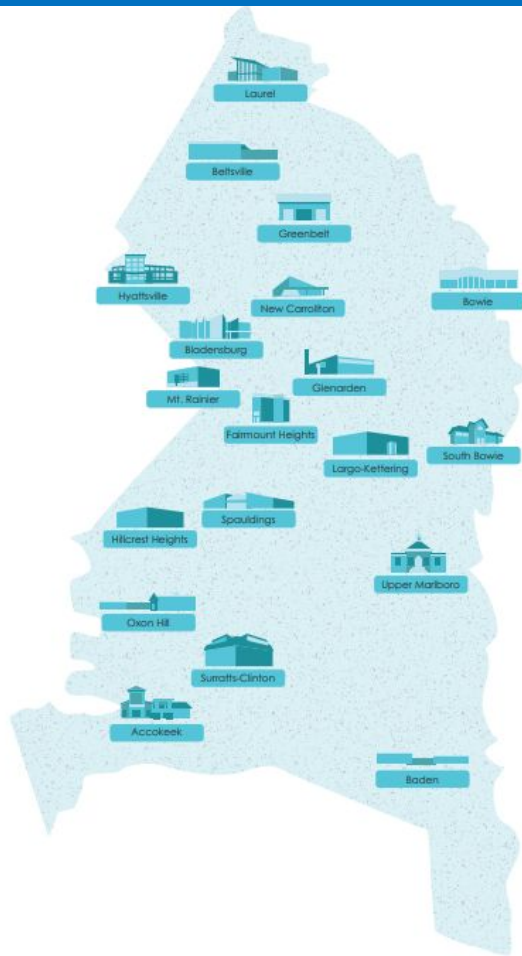 Laurel
Beltsville
Greenbelt
Hyattsville
New Carrollton
Bowie
Bladensburg
Glenarden
Mt. Rainier
Fairmount Heights
South Bowie
Largo-Kettering
Spauldings
Hillcrest Heights
Upper Marlboro
Oxon Hill
Surratts-Clinton
Accokeek
Baden